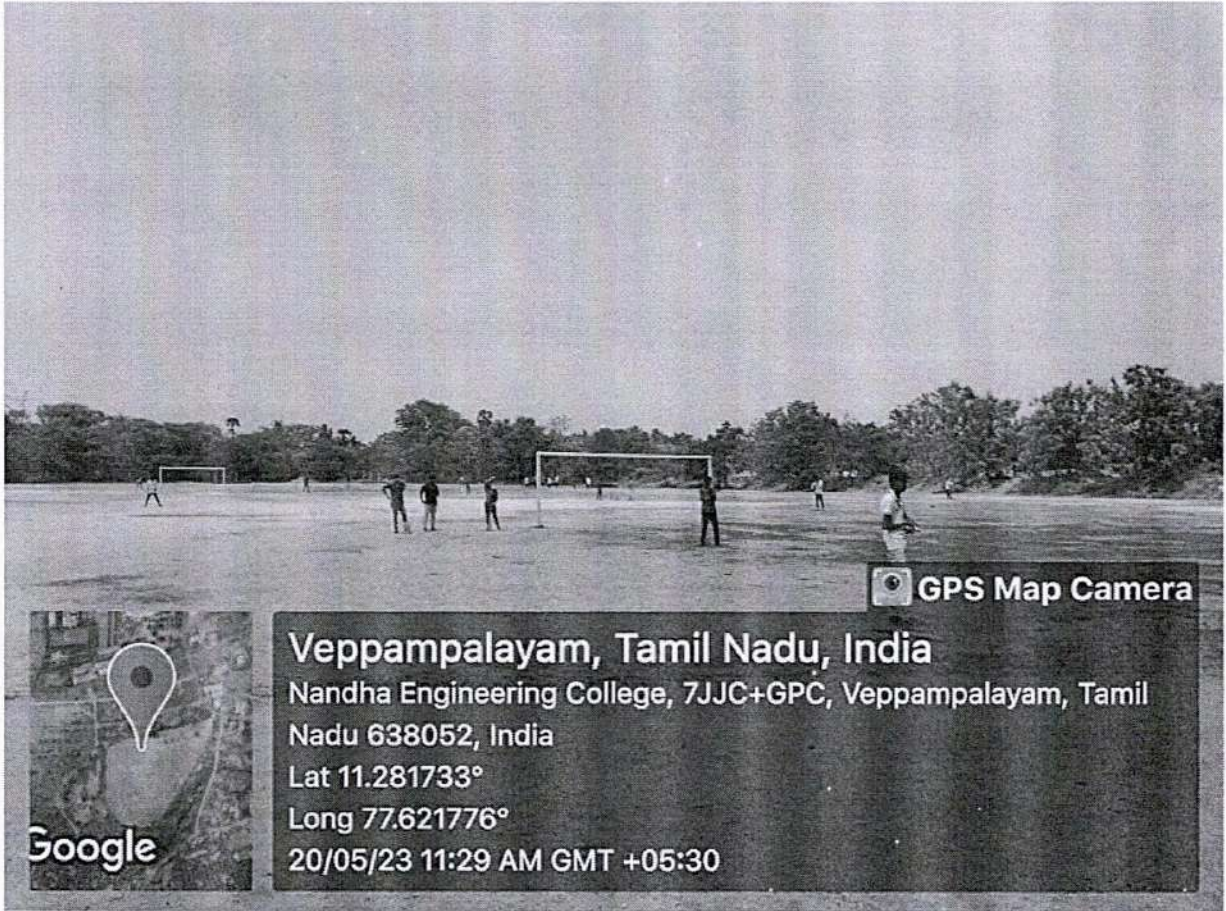 GPS Map Camera
Veppampalayam, Tamil Nadu, India
Nandha Engineering College, 7JJC+GPC, Veppampalayam, Tamil
Nadu 638052, India
Lat 11.281733°
Long 77.621776°
20/05/23 11:29 AM GMT +05:30
Google